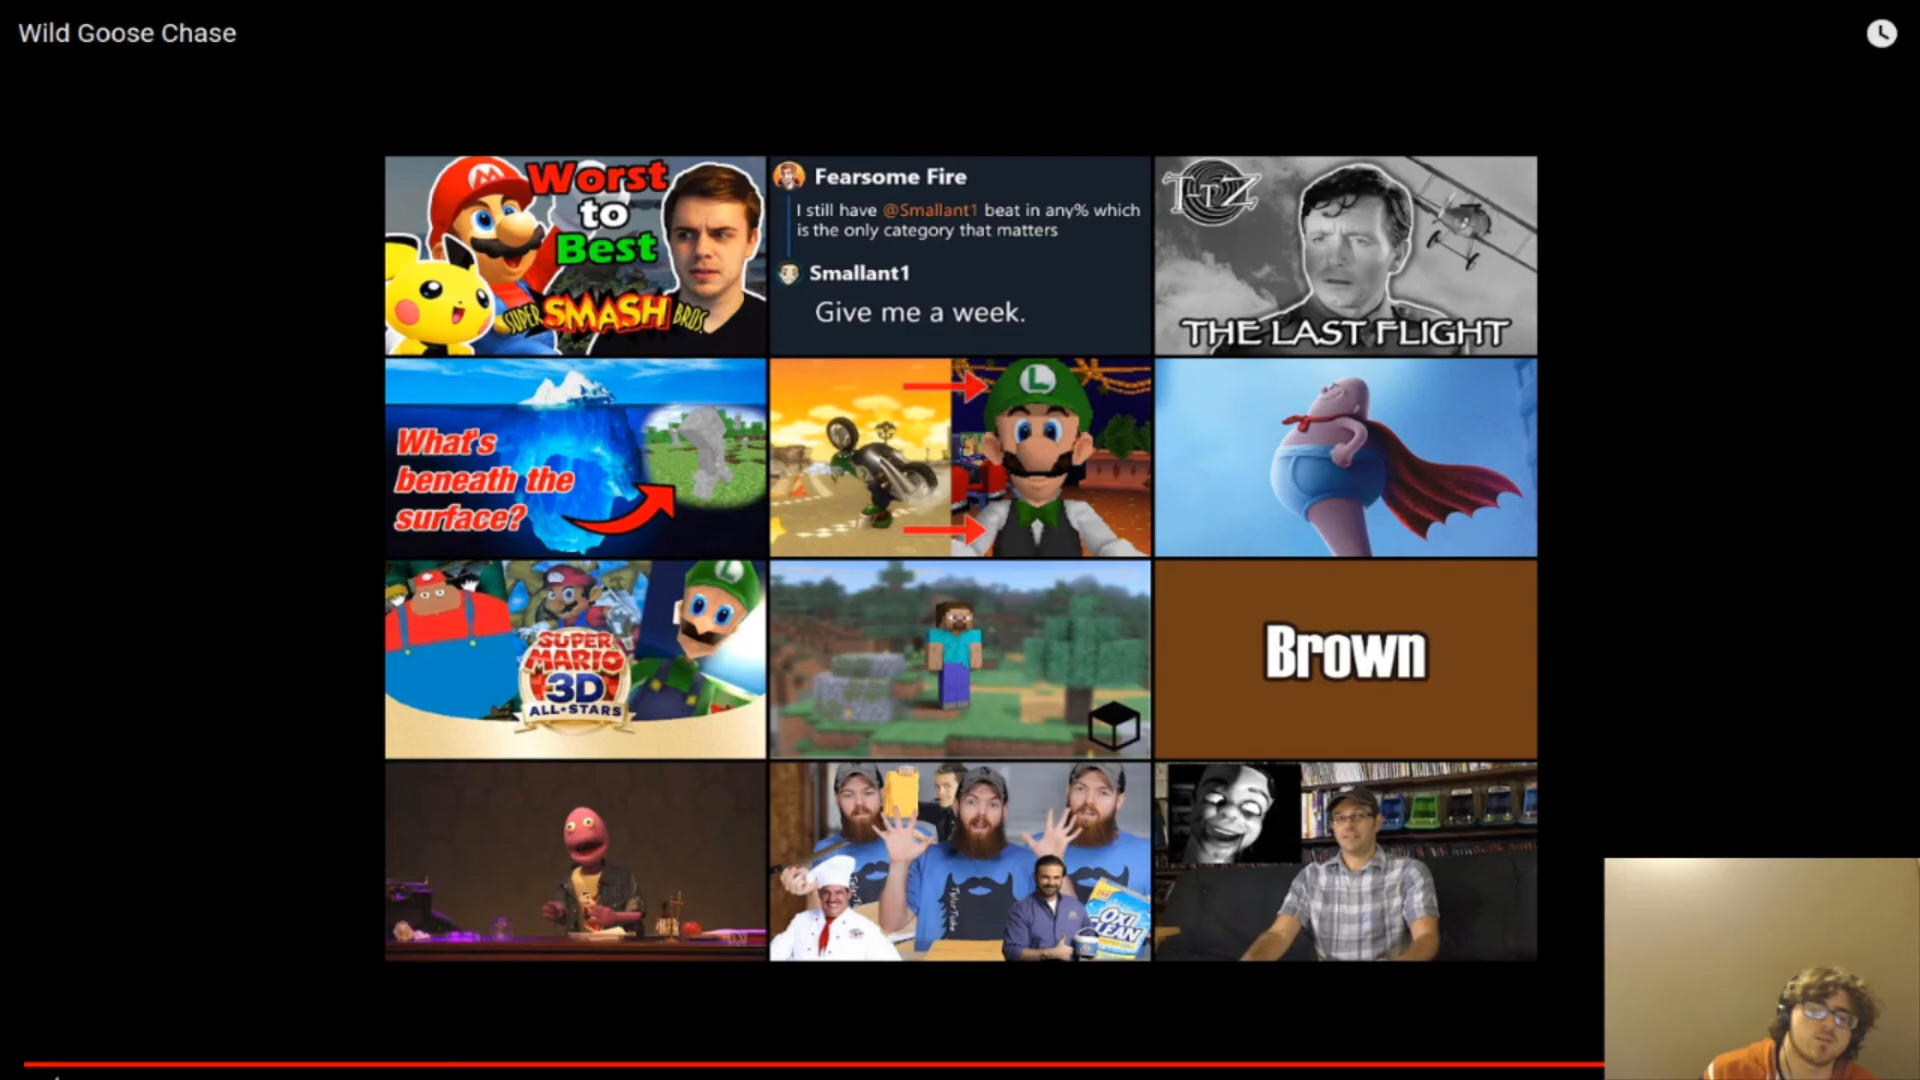 Wild Goose Chase
Worst
to
Best
SUPER SMASH BROS.
Fearsome Fire
I still have @Smallant1 beat in any% which
is the only category that matters
Smallant1
Give me a week.
TtZ
THE LAST FLIGHT
What's
beneath the
surface?
L
SUPER
MARIO
3D
ALL★STARS
L
Brown
OXI
CLEAN